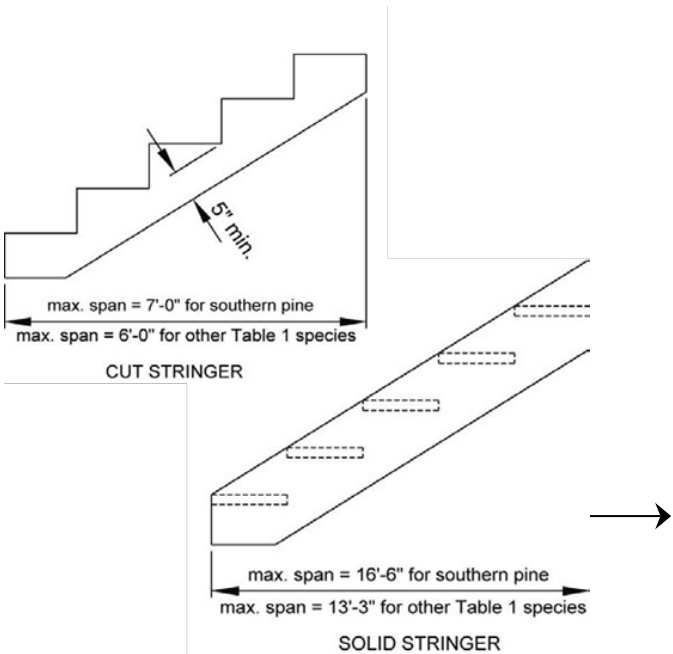 5" min.
max. span = 7'-0" for southern pine
max. span = 6'-0" for other Table 1 species
CUT STRINGER
max. span = 16'-6" for southern pine
max. span = 13'-3" for other Table 1 species
SOLID STRINGER